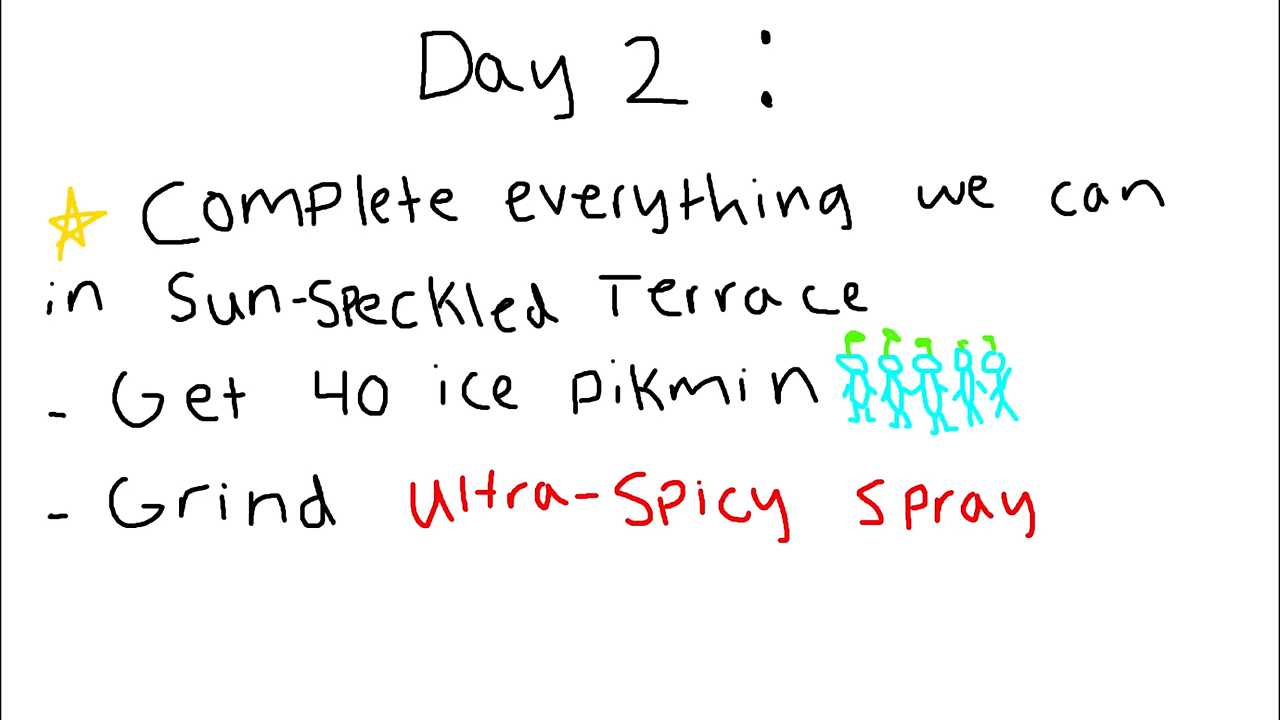 Day 2 :
Complete everything we can
in Sun-Speckled Terrace
- Get 40 ice pikmin
- Grind Ultra-Spicy Spray